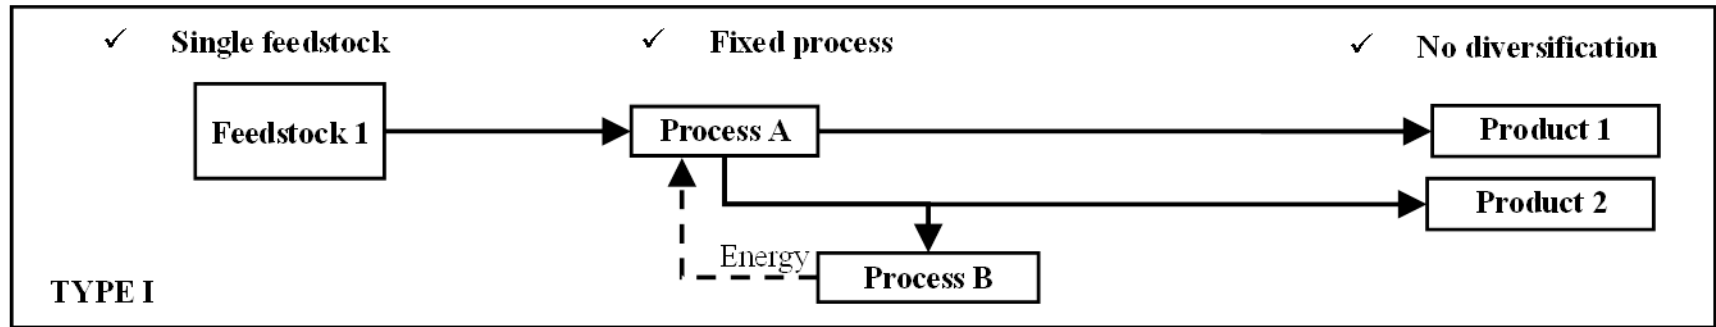 ✓ Single feedstock
✓ Fixed process
✓ No diversification
Feedstock 1
Process A
Product 1
Product 2
Energy
Process B
TYPE I